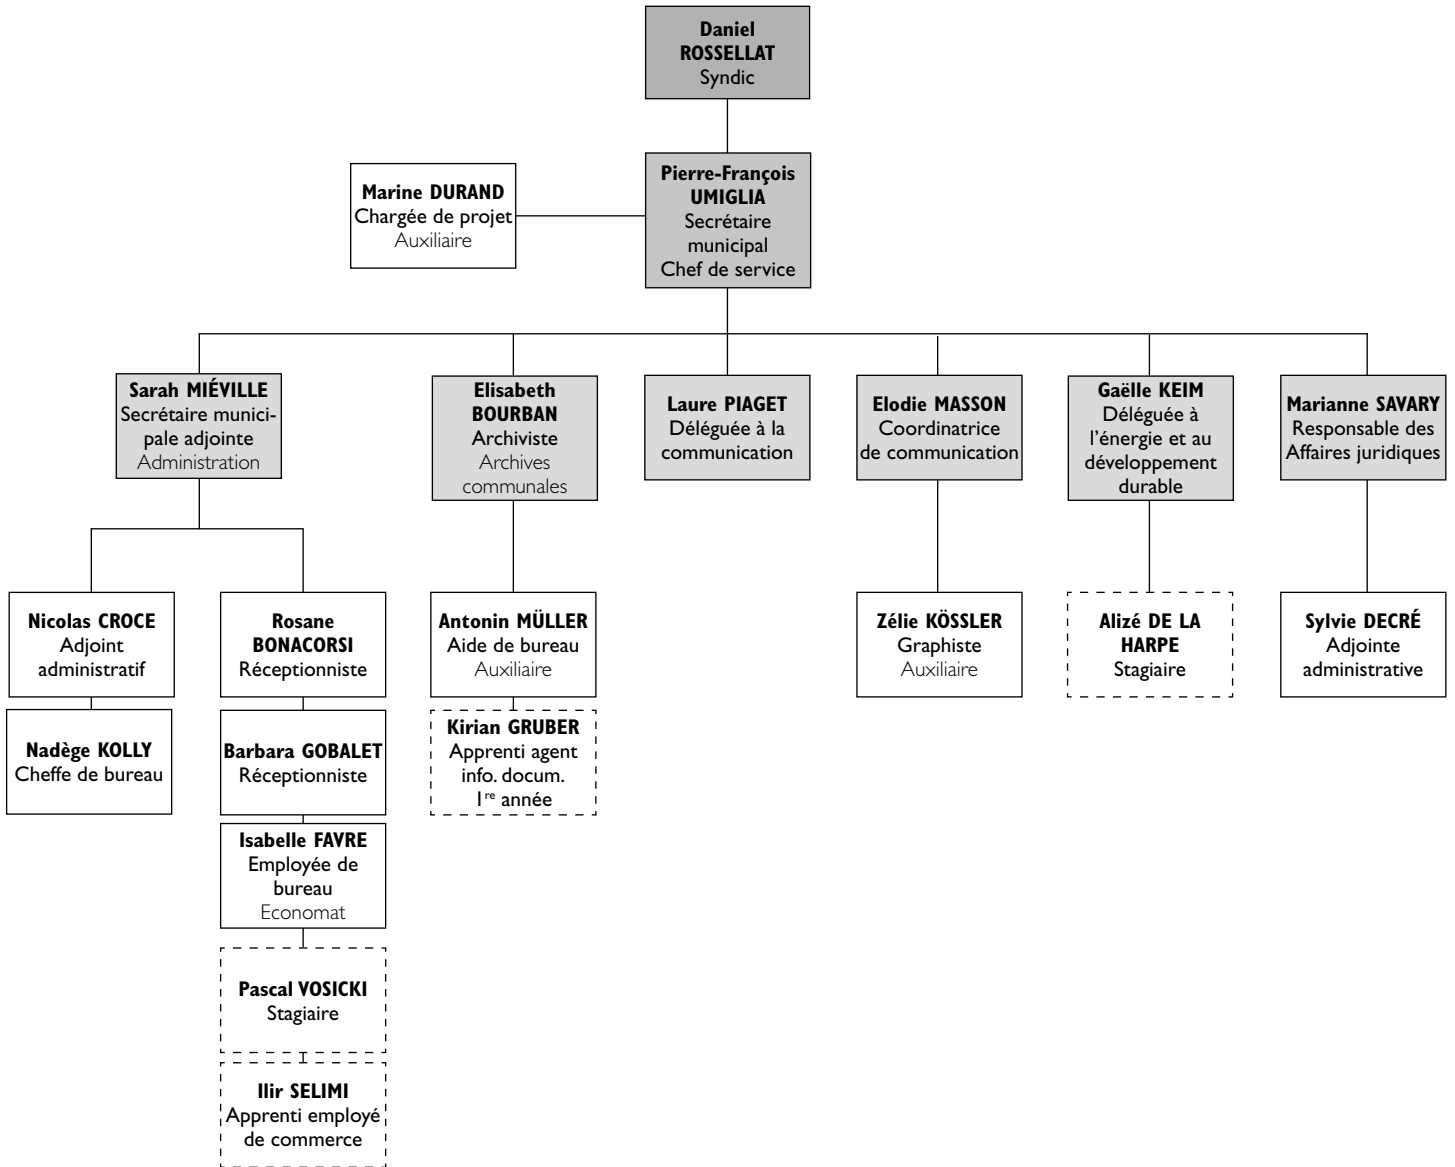 Daniel
ROSSELLAT
Syndic
Marine DURAND
Chargée de projet
Auxiliaire
Pierre-François
UMIGLIA
Secrétaire
municipal
Chef de service
Sarah MIÉVILLE
Secrétaire munici-
pale adjointe
Administration
Elisabeth
BOURBAN
Archiviste
Archives
communales
Laure PIAGET
Déléguée à la
communication
Elodie MASSON
Coordinatrice
de communication
Gaëlle KEIM
Déléguée à
l'énergie et au
développement
durable
Marianne SAVARY
Responsable des
Affaires juridiques
Nicolas CROCE
Adjoint
administratif
Rosane
BONACORSI
Réceptionniste
Antonin MÜLLER
Aide de bureau
Auxiliaire
Zélie KÖSSLER
Graphiste
Auxiliaire
Alizé DE LA
HARPE
Stagiaire
Sylvie DECRÉ
Adjointe
administrative
Nadège KOLLY
Cheffe de bureau
Barbara GOBALET
Réceptionniste
Kirian GRUBER
Apprenti agent
info. docum.
1re année
Isabelle FAVRE
Employée de
bureau
Economat
Pascal VOSICKI
Stagiaire
Ilir SELIMI
Apprenti employé
de commerce